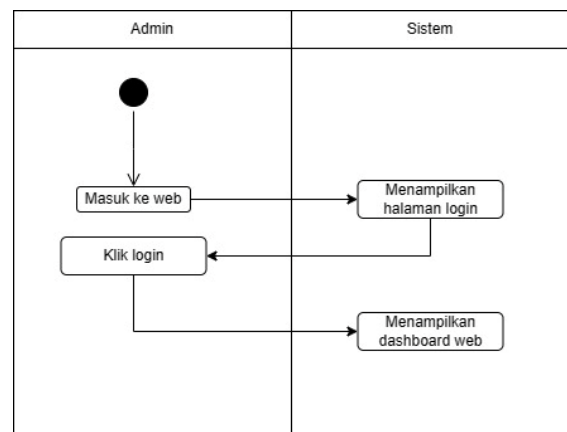 Admin
Sistem
Masuk ke web
Menampilkan
halaman login
Klik login
Menampilkan
dashboard web